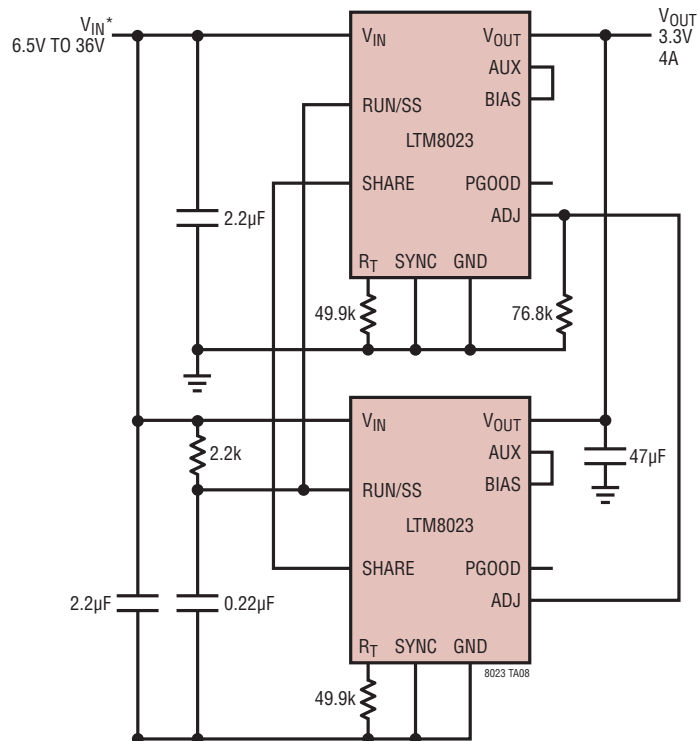 VIN*
6.5V TO 36V
VOUT
3.3V
4A
VIN
VOUT
AUX
RUN/SS
BIAS
LTM8023
SHARE
PGOOD
ADJ
2.2µF
RT
SYNC
GND
49.9k
76.8k
VIN
VOUT
2.2k
AUX
47µF
RUN/SS
BIAS
LTM8023
SHARE
PGOOD
2.2µF
0.22µF
ADJ
RT
SYNC
GND
8023 TA08
49.9k